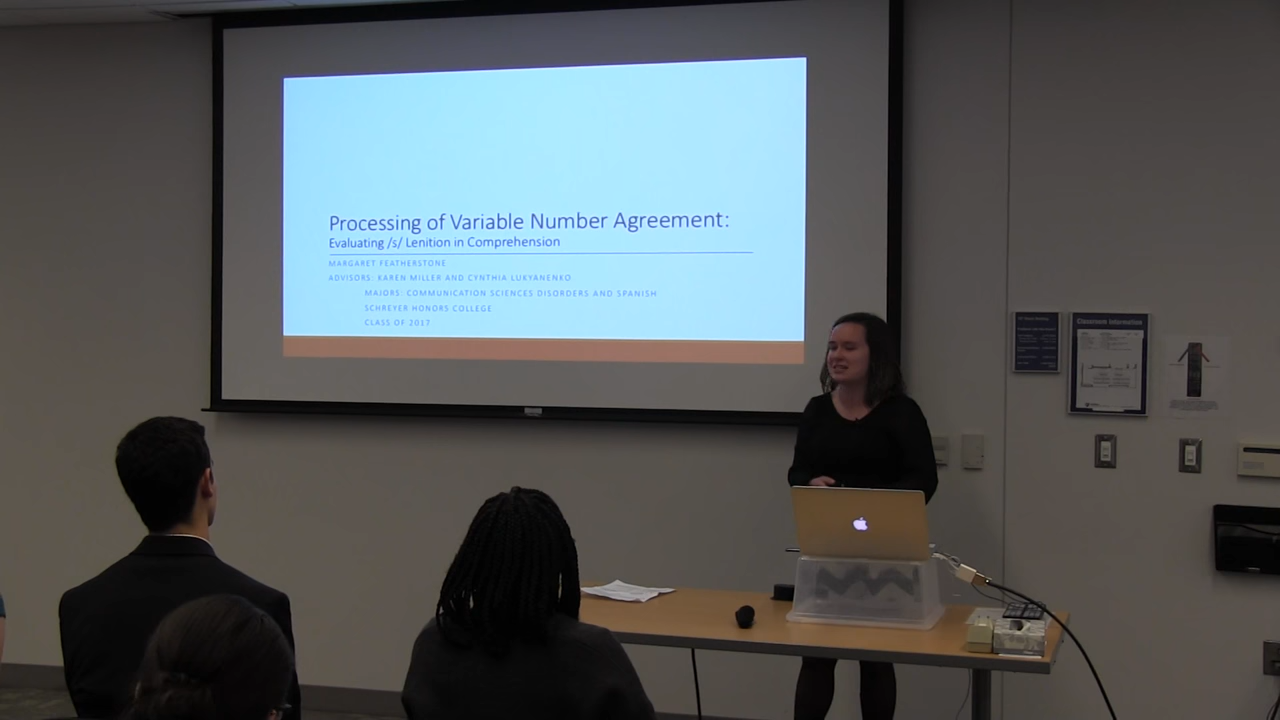 Processing of Variable Number Agreement:
Evaluating /s/ Lenition in Comprehension
MARGARET FEATHERSTONE
ADVISORS: KAREN MILLER AND CYNTHIA LUKYANENKO
MAJORS: COMMUNICATION SCIENCES DISORDERS AND SPANISH
SCHREYER HONORS COLLEGE
CLASS OF 2017
Classroom Information